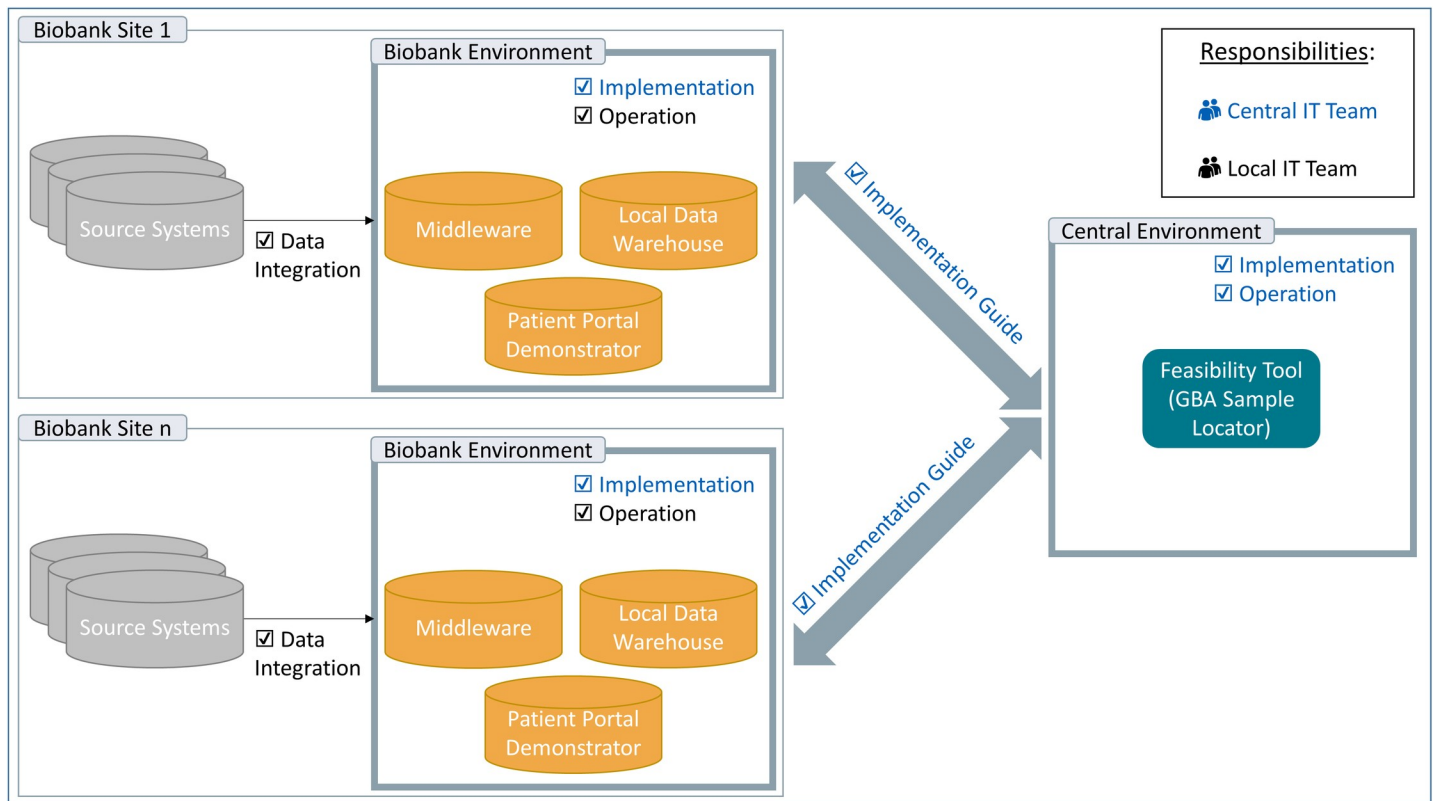 Biobank Site 1
Biobank Environment
☑ Implementation
☑ Operation
Source Systems
☑ Data
Integration
Middleware
Local Data
Warehouse
Patient Portal
Demonstrator
☑ Implementation Guide
Responsibilities:
Central IT Team
Local IT Team
Central Environment
☑ Implementation
☑ Operation
Feasibility Tool
(GBA Sample
Locator)
Biobank Site n
Biobank Environment
☑ Implementation
☑ Operation
Source Systems
☑ Data
Integration
Middleware
Local Data
Warehouse
Patient Portal
Demonstrator
☑ Implementation Guide